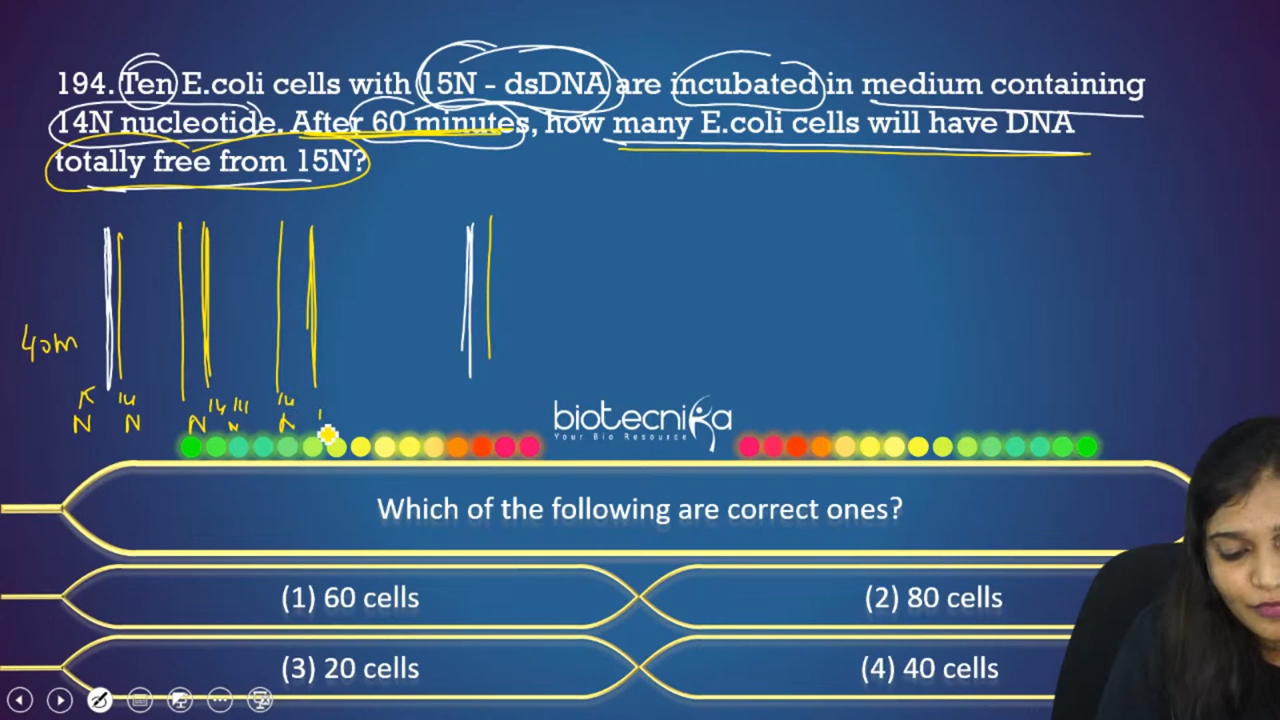 194. Ten E.coli cells with 15N - dsDNA are incubated in medium containing
14N nucleotide. After 60 minutes, how many E.coli cells will have DNA
totally free from 15N?
40m
14 14 14
N N N N N
biotecnika
Your Bio Resource
Which of the following are correct ones?
(1) 60 cells
(2) 80 cells
(3) 20 cells
(4) 40 cells